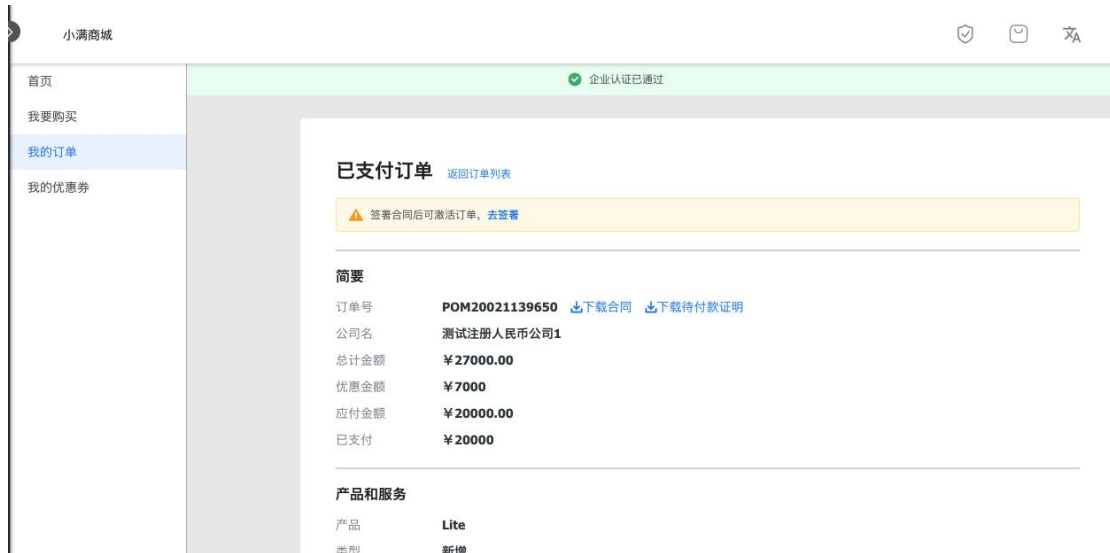 小满商城
企业认证已通过
首页
我要购买
我的订单
我的优惠券
已支付订单 返回订单列表
签署合同后可激活订单，去签署
简要
订单号 POM20021139650 下载合同 下载待付款证明
公司名 测试注册人民币公司1
总计金额 ￥27000.00
优惠金额 ￥7000
应付金额 ￥20000.00
已支付 ￥20000
产品和服务
产品 Lite
类型 新增